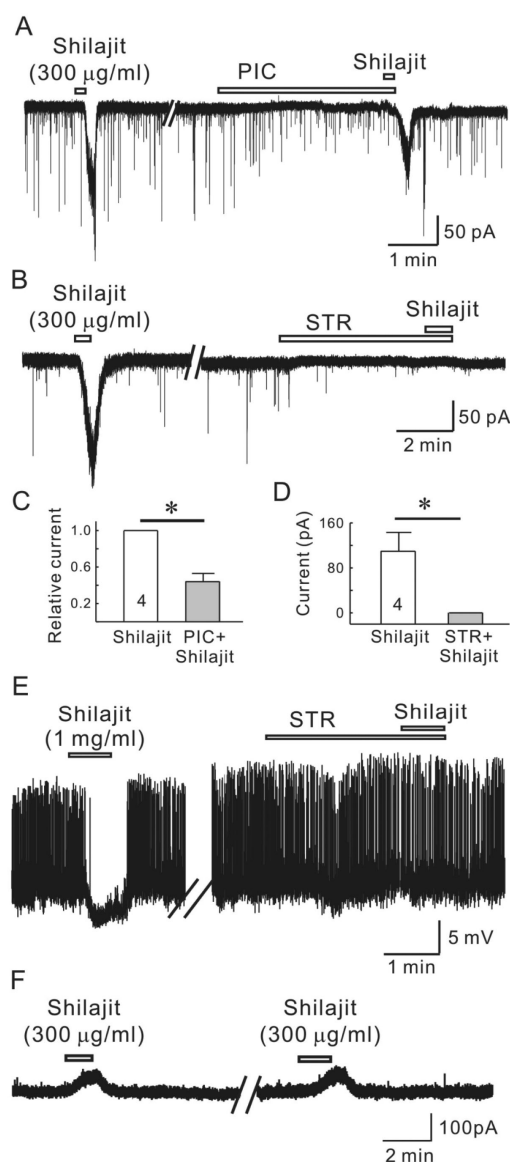 A
Shilajit
(300 μg/ml)
PIC
Shilajit
50 pA
1 min
B
Shilajit
(300 μg/ml)
STR
Shilajit
50 pA
2 min
C
Relative current
1.0
0.6
0.2
*
4
Shilajit
PIC+
Shilajit
D
Current (pA)
160
80
0
*
4
Shilajit
STR+
Shilajit
E
Shilajit
(1 mg/ml)
STR
Shilajit
5 mV
1 min
F
Shilajit
(300 μg/ml)
Shilajit
(300 μg/ml)
100pA
2 min